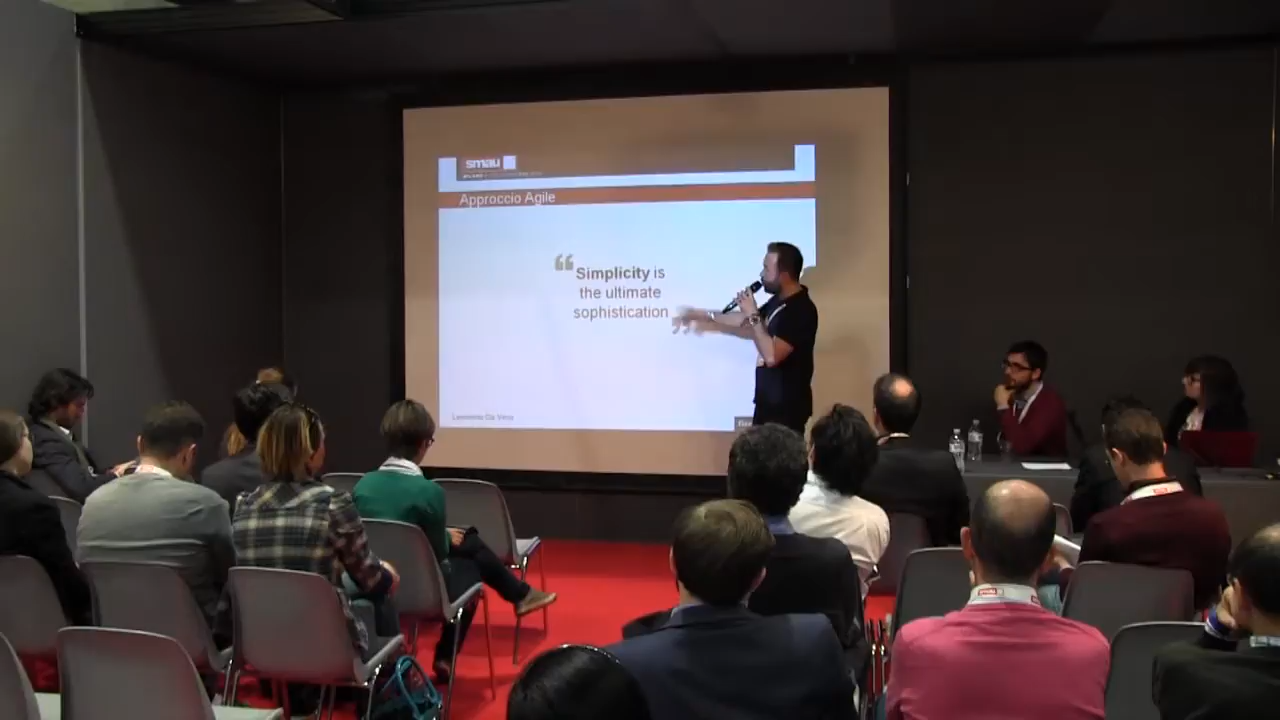 smau
Approccio Agile
“ Simplicity is
the ultimate
sophistication ”
Leonardo Da Vinci